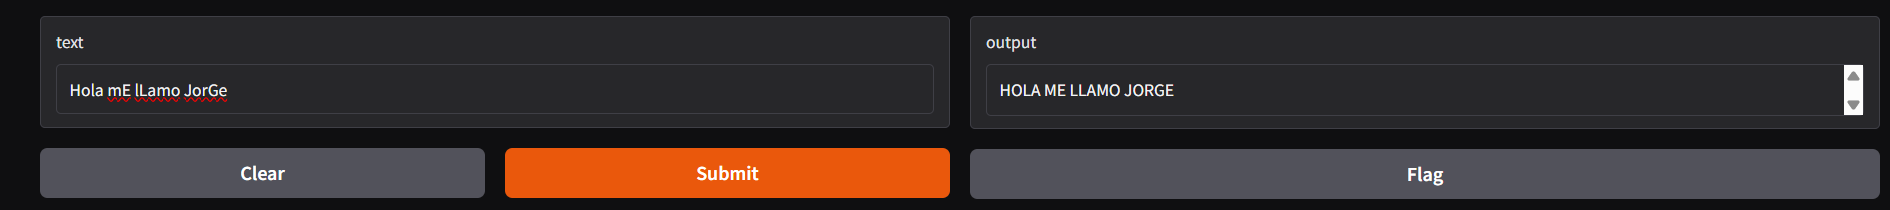 text
Hola mE lLamo JorGe
Clear
Submit
output
HOLA ME LLAMO JORGE
Flag